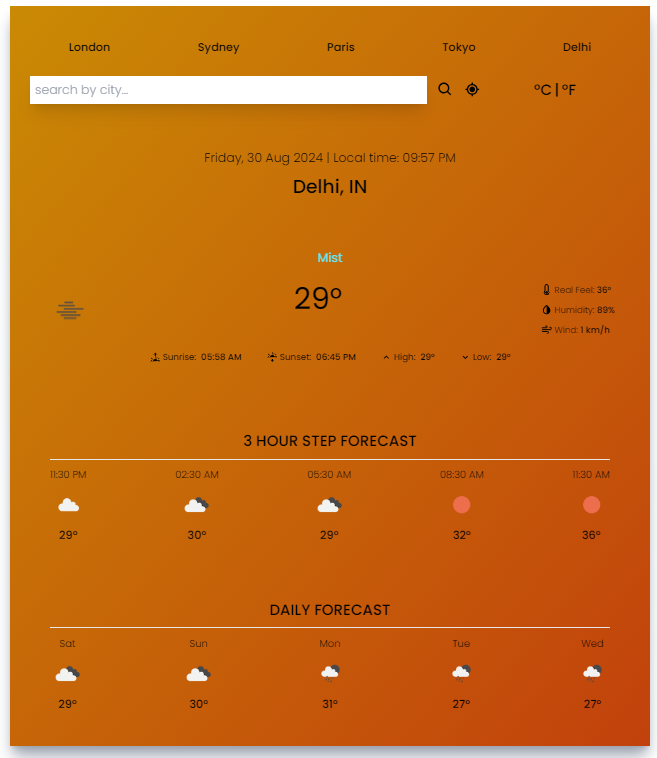 London Sydney Paris Tokyo Delhi
search by city... °C | °F
Friday, 30 Aug 2024 | Local time: 09:57 PM
Delhi, IN
Mist
29°
Real Feel: 36°
Humidity: 89%
Wind: 1 km/h
Sunrise: 05:58 AM Sunset: 06:45 PM High: 29° Low: 29°
3 HOUR STEP FORECAST
11:30 PM 02:30 AM 05:30 AM 08:30 AM 11:30 AM
29° 30° 29° 32° 36°
DAILY FORECAST
Sat Sun Mon Tue Wed
29° 30° 31° 27° 27°